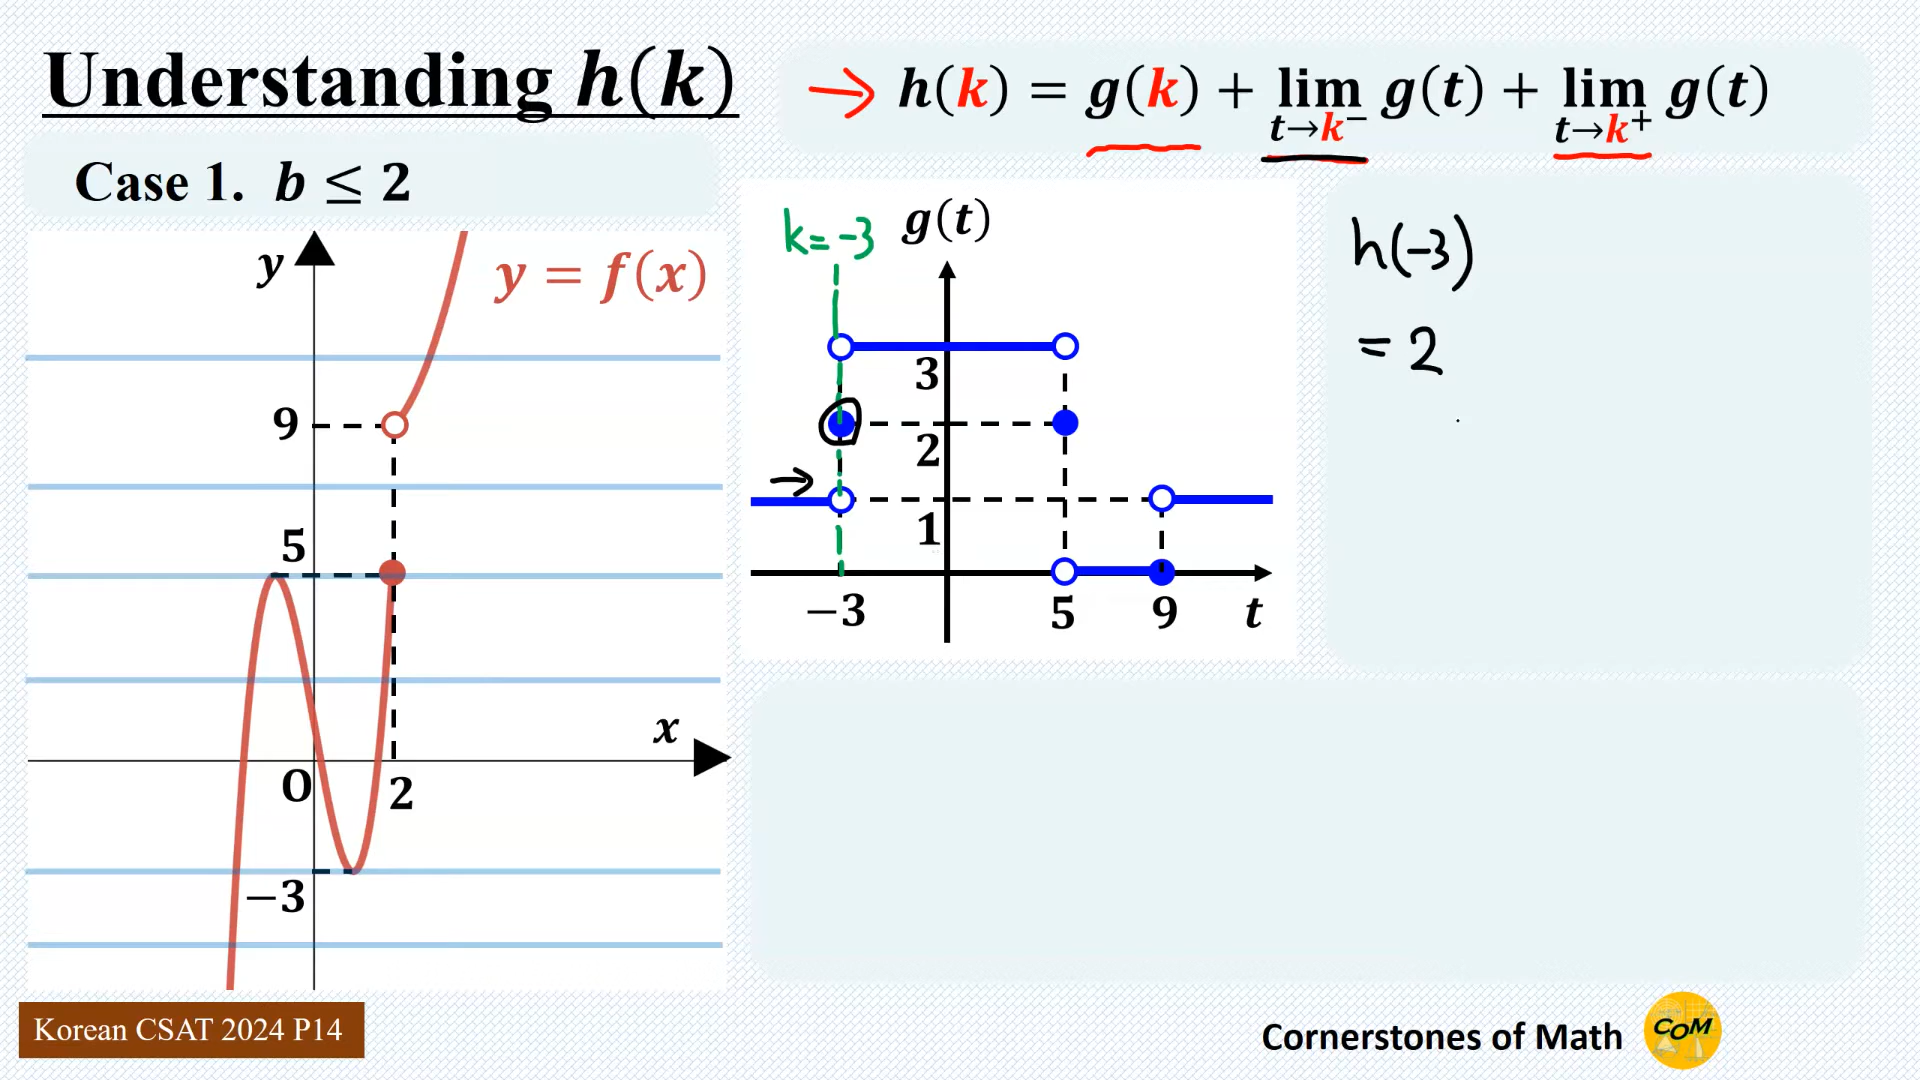 Understanding h(k)
→ h(k) = g(k) + lim t→k⁻ g(t) + lim t→k⁺ g(t)
Case 1. b ≤ 2
y
y = f(x)
9
5
x
O
2
−3
k=-3
g(t)
3
2
1
−3
5
9
t
h(-3)
= 2
Korean CSAT 2024 P14
Cornerstones of Math
COM